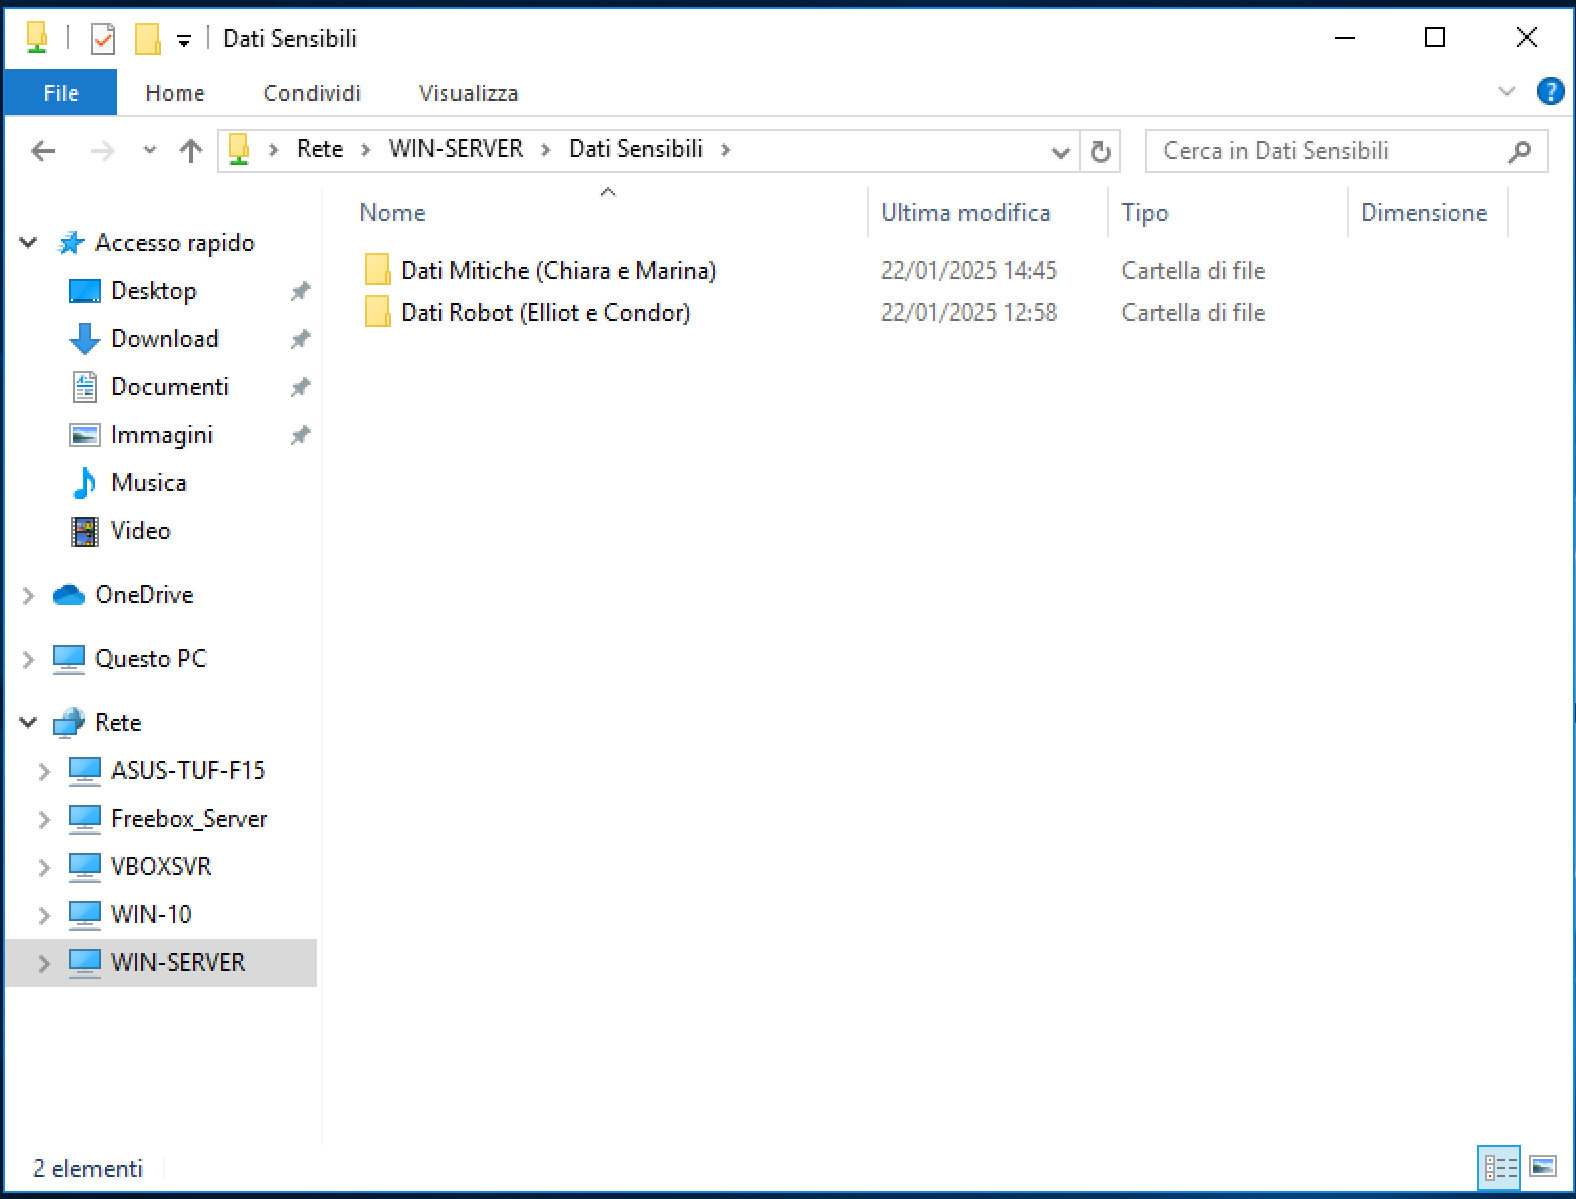 Dati Sensibili
File Home Condividi Visualizza
Rete WIN-SERVER Dati Sensibili
Cerca in Dati Sensibili
Nome Ultima modifica Tipo Dimensione
Dati Mitiche (Chiara e Marina) 22/01/2025 14:45 Cartella di file
Dati Robot (Elliot e Condor) 22/01/2025 12:58 Cartella di file
Accesso rapido
Desktop
Download
Documenti
Immagini
Musica
Video
OneDrive
Questo PC
Rete
ASUS-TUF-F15
Freebox_Server
VBOXSVR
WIN-10
WIN-SERVER
2 elementi